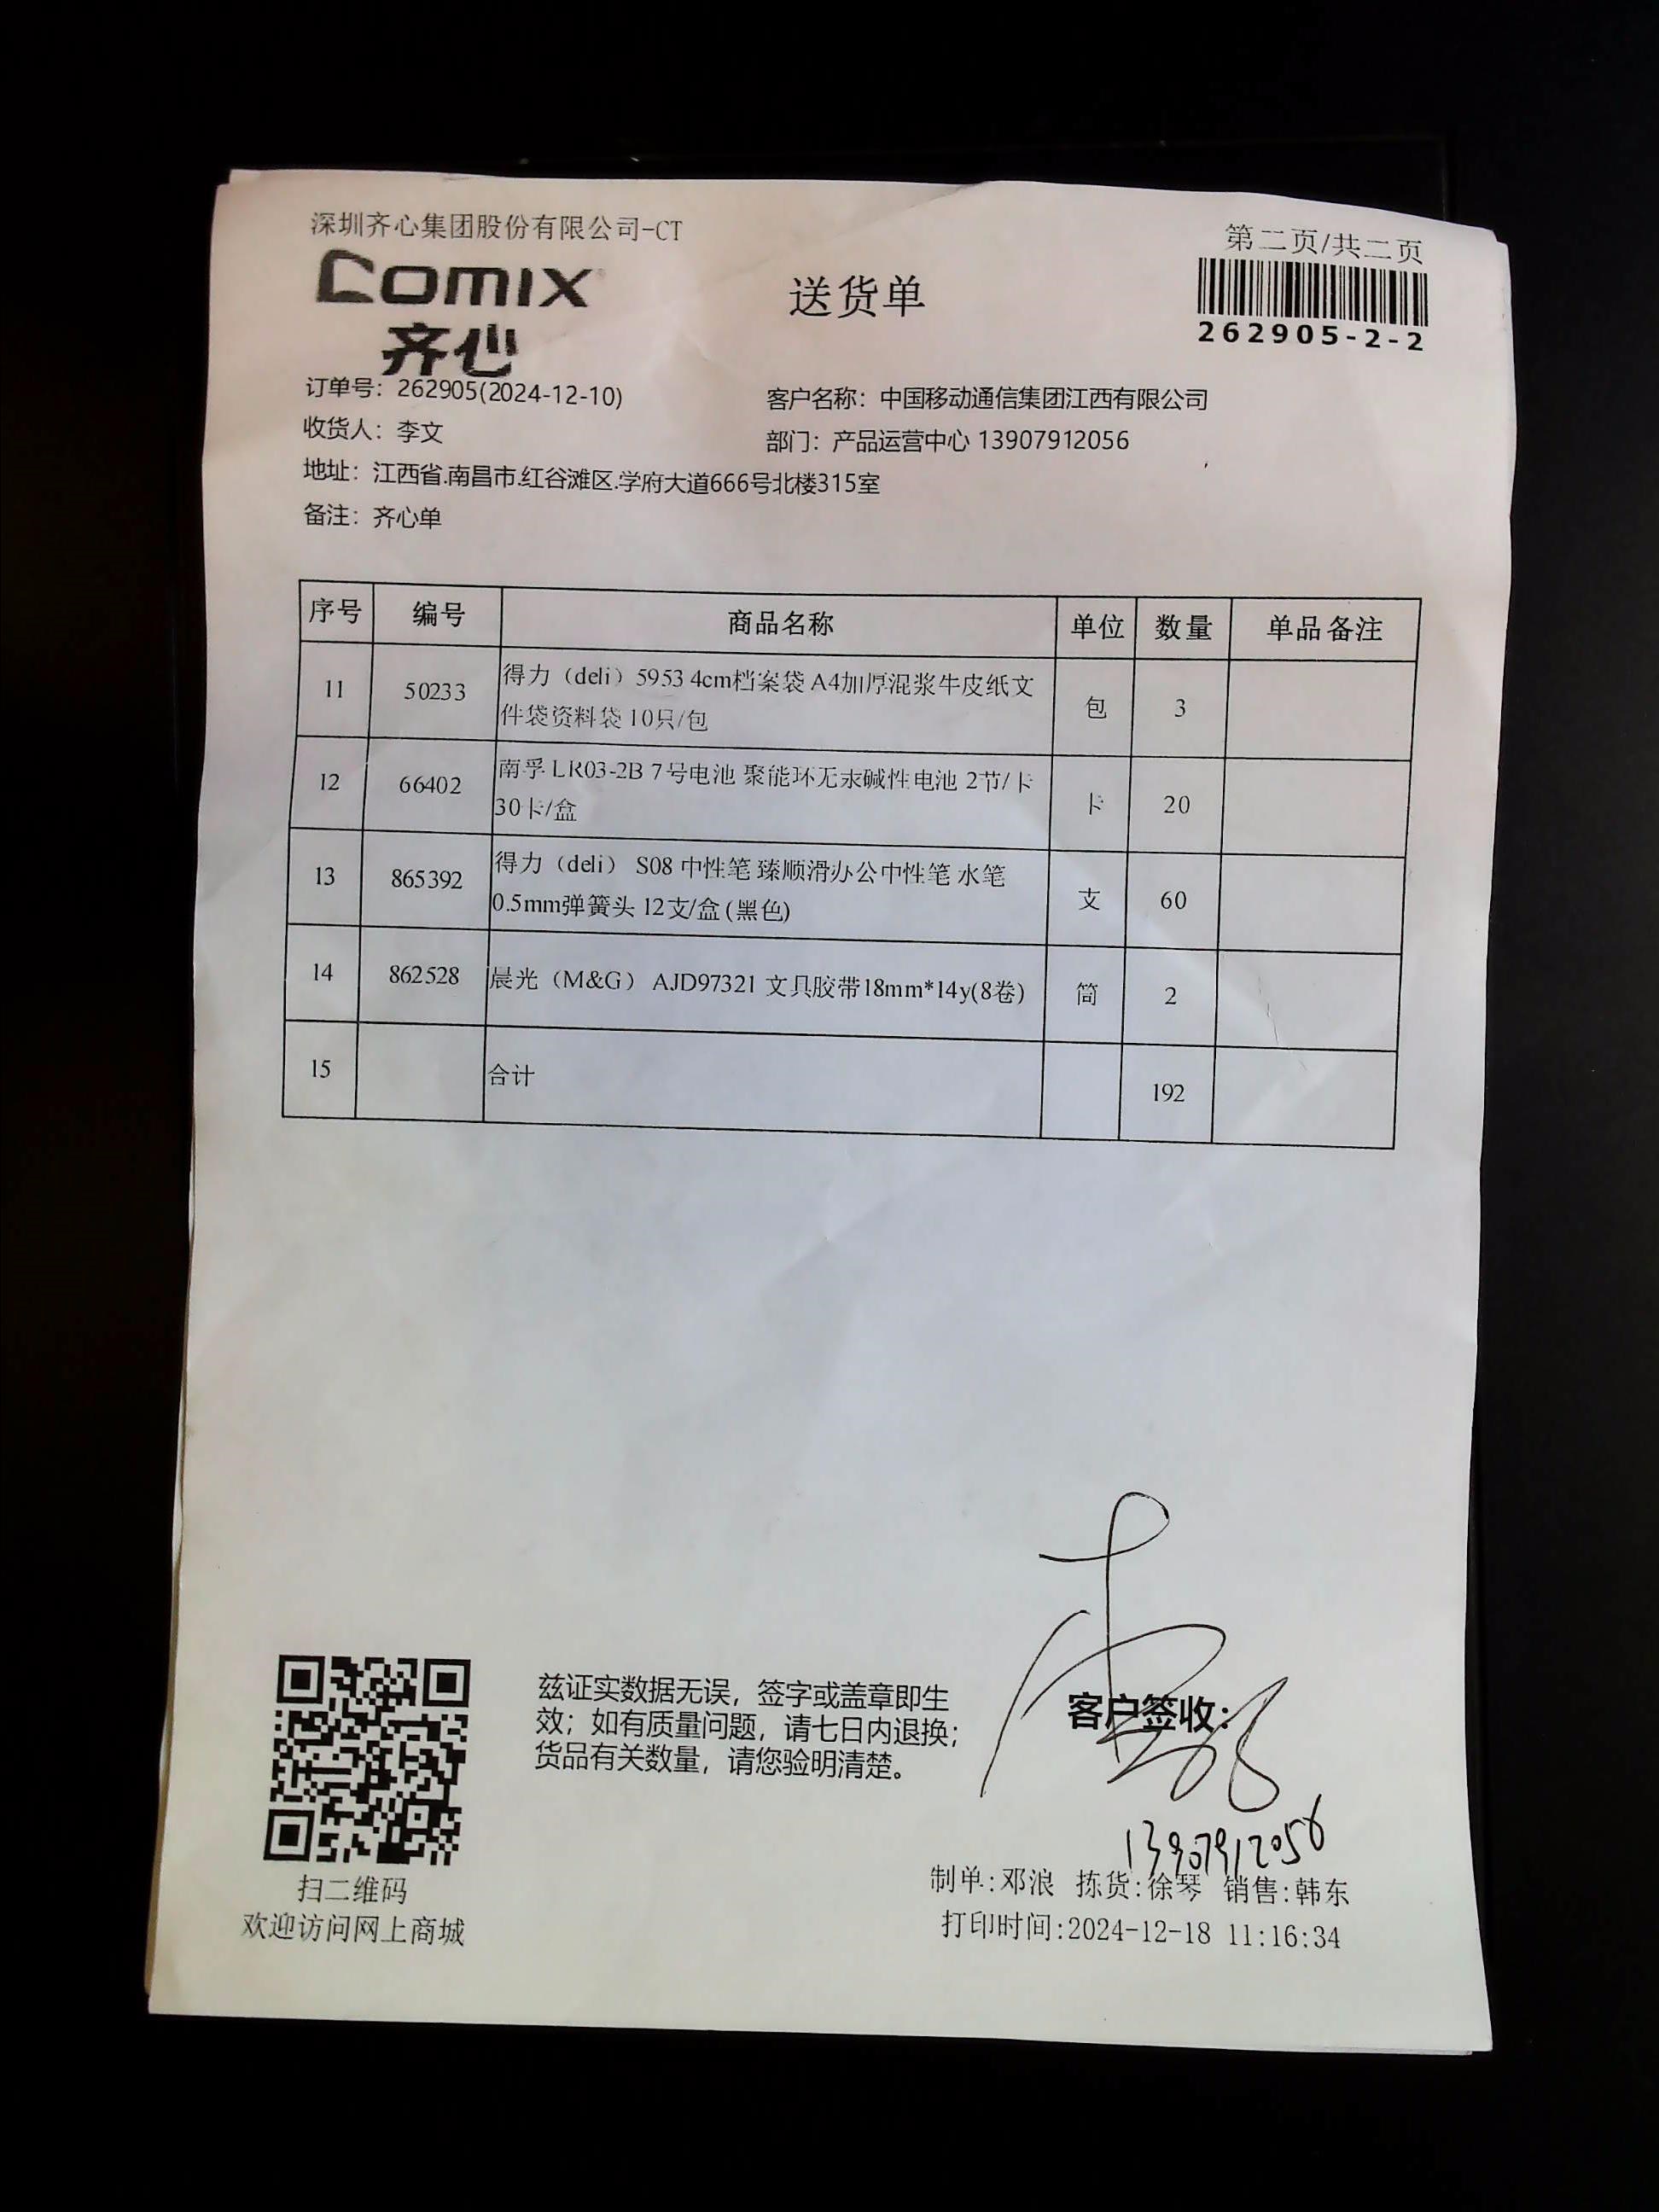 深圳齐心集团股份有限公司-CT
第二页/共二页
comix
齐心
送货单
262905-2-2
订单号：262905(2024-12-10)
客户名称：中国移动通信集团江西有限公司
收货人：李文
部门：产品运营中心 13907912056
地址：江西省.南昌市.红谷滩区.学府大道666号北楼315室
备注：齐心单
序号 编号 商品名称 单位 数量 单品备注
11 50233 得力（deli）5953 4cm档案袋 A4加厚混浆牛皮纸文
件袋资料袋 10只/包 包 3
12 66402 南孚 LR03-2B 7号电池 聚能环无汞碱性电池 2节/卡
30卡/盒 卡 20
13 865392 得力（deli） S08 中性笔 臻顺滑办公中性笔 水笔
0.5mm弹簧头 12支/盒 (黑色) 支 60
14 862528 晨光（M&G） AJD97321 文具胶带18mm*14y(8卷) 筒 2
15 合计 192
兹证实数据无误，签字或盖章即生
效；如有质量问题，请七日内退换；
货品有关数量，请您验明清楚。
客户签收：
13907912056
扫二维码
欢迎访问网上商城
制单:邓浪 拣货:徐琴 销售:韩东
打印时间:2024-12-18 11:16:34